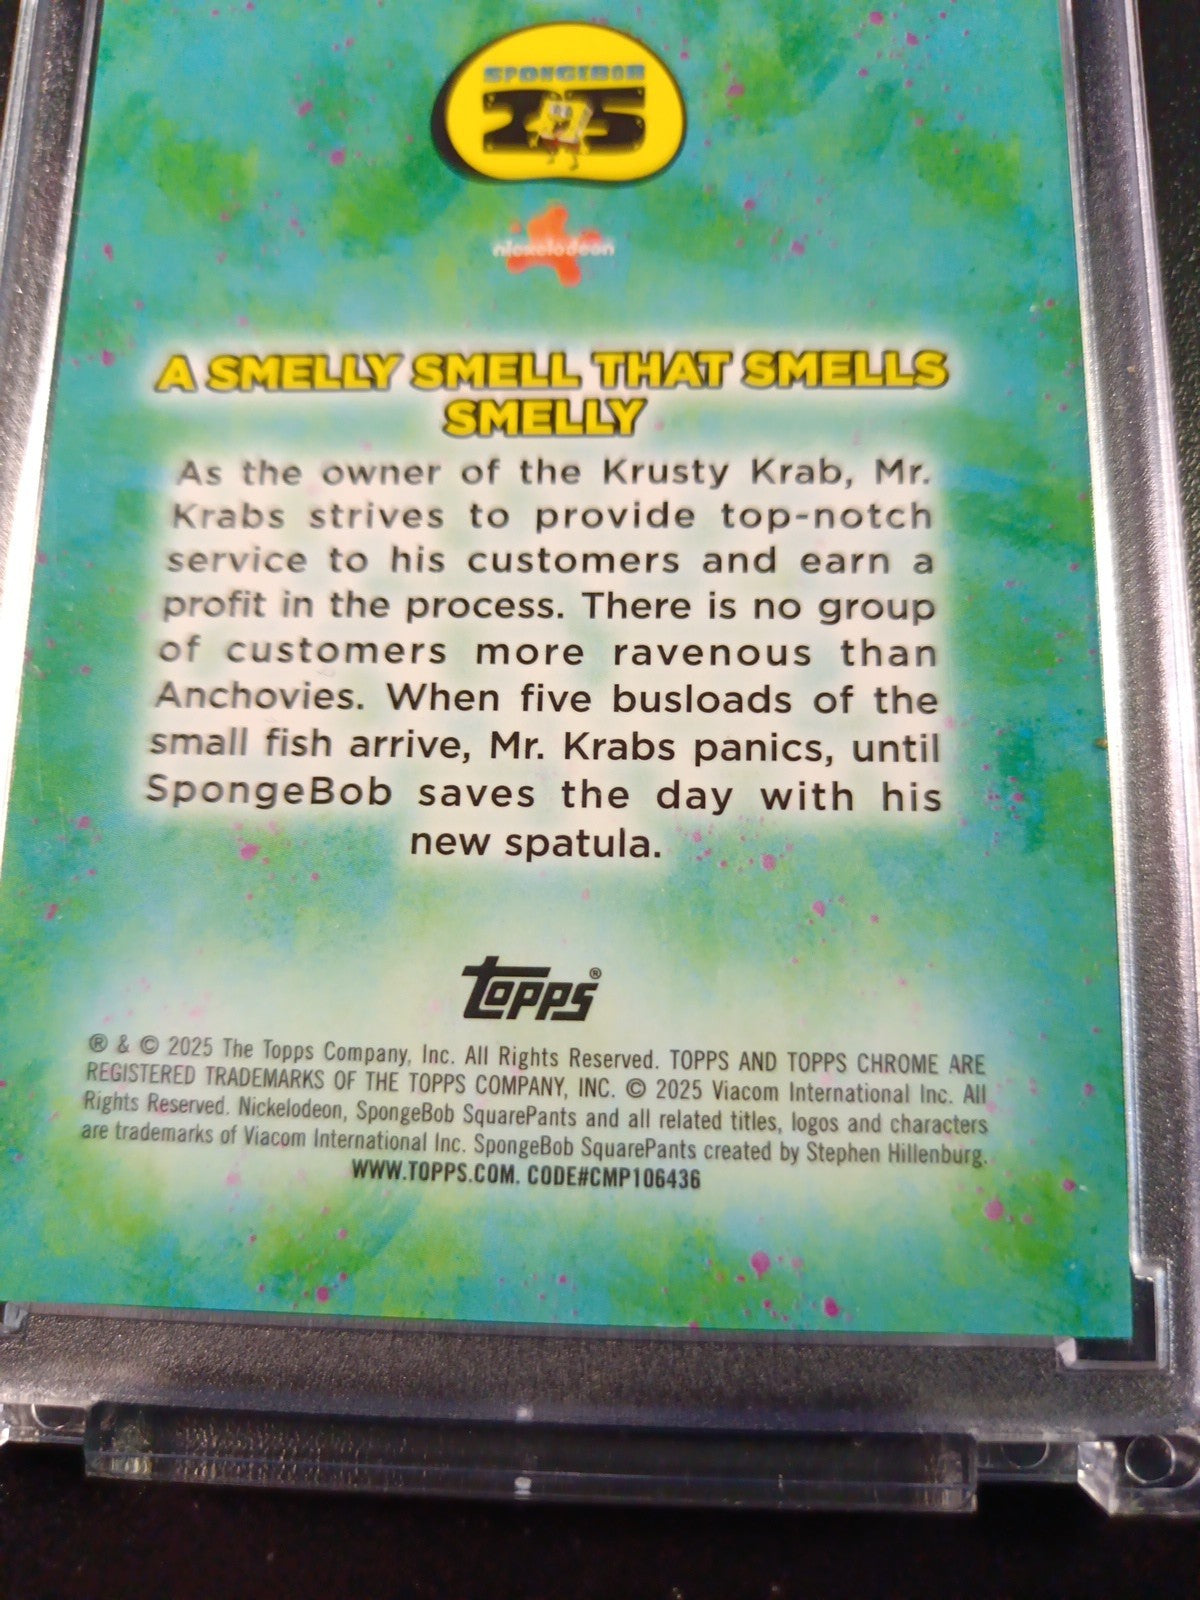 SPONGEBOB
25
nickelodeon
A SMELLY SMELL THAT SMELLS
SMELLY
As the owner of the Krusty Krab, Mr.
Krabs strives to provide top-notch
service to his customers and earn a
profit in the process. There is no group
of customers more ravenous than
Anchovies. When five busloads of the
small fish arrive, Mr. Krabs panics, until
SpongeBob saves the day with his
new spatula.
Topps®
® & © 2025 The Topps Company, Inc. All Rights Reserved. TOPPS AND TOPPS CHROME ARE
REGISTERED TRADEMARKS OF THE TOPPS COMPANY, INC. © 2025 Viacom International Inc. All
Rights Reserved. Nickelodeon, SpongeBob SquarePants and all related titles, logos and characters
are trademarks of Viacom International Inc. SpongeBob SquarePants created by Stephen Hillenburg.
WWW.TOPPS.COM. CODE#CMP106436